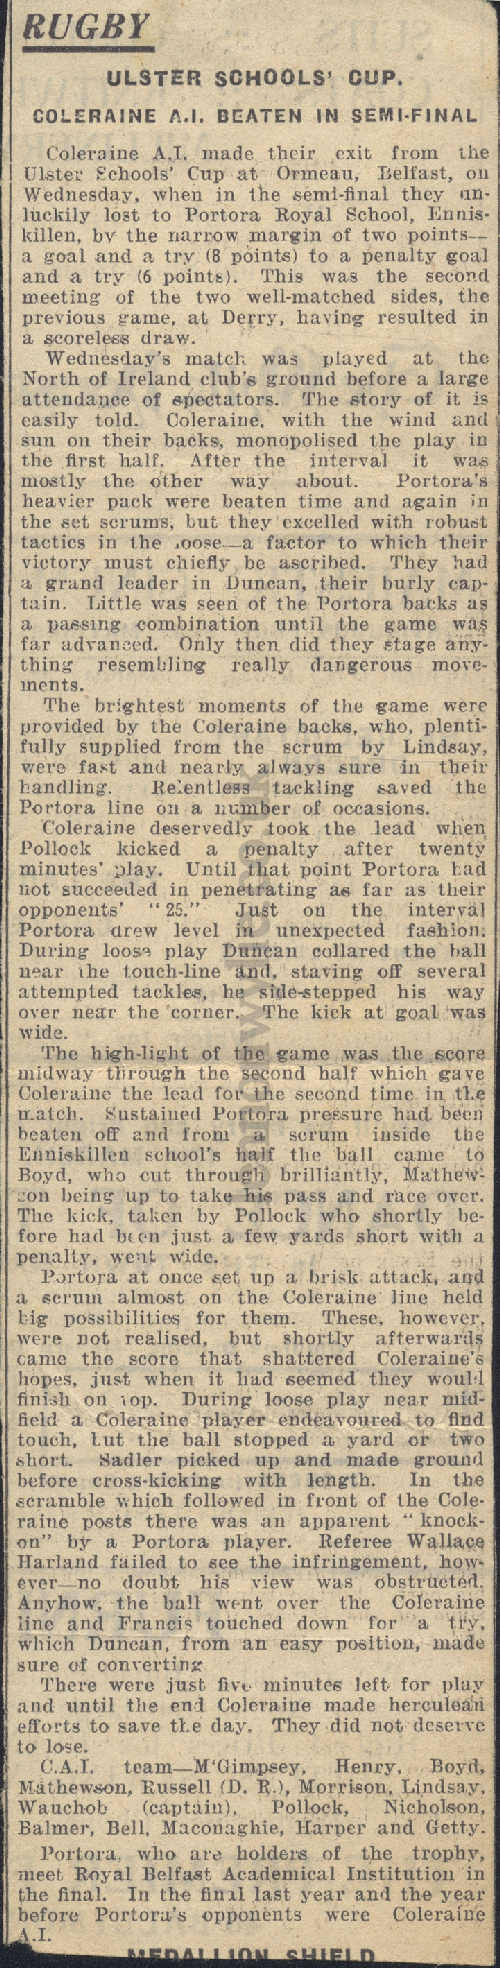 RUGBY
ULSTER SCHOOLS' CUP.
COLERAINE A.I. BEATEN IN SEMI-FINAL
Coleraine A.I. made their exit from the
Ulster Schools' Cup at Ormeau, Belfast, on
Wednesday, when in the semi-final they un-
luckily lost to Portora Royal School, Ennis-
killen, by the narrow margin of two points—
a goal and a try (8 points) to a penalty goal
and a try (6 points). This was the second
meeting of the two well-matched sides, the
previous game, at Derry, having resulted in
a scoreless draw.
Wednesday's match was played at the
North of Ireland club's ground before a large
attendance of spectators. The story of it is
easily told. Coleraine, with the wind and
sun on their backs, monopolised the play in
the first half. After the interval it was
mostly the other way about. Portora's
heavier pack were beaten time and again in
the set scrums, but they excelled with robust
tactics in the loose—a factor to which their
victory must chiefly be ascribed. They had
a grand leader in Duncan, their burly cap-
tain. Little was seen of the Portora backs as
a passing combination until the game was
far advanced. Only then did they stage any-
thing resembling really dangerous move-
ments.
The brightest moments of the game were
provided by the Coleraine backs, who, plenti-
fully supplied from the scrum by Lindsay,
were fast and nearly always sure in their
handling. Relentless tackling saved the
Portora line on a number of occasions.
Coleraine deservedly took the lead when
Pollock kicked a penalty after twenty
minutes' play. Until that point Portora had
not succeeded in penetrating as far as their
opponents' "25." Just on the interval
Portora drew level in unexpected fashion.
During loose play Duncan collared the ball
near the touch-line and, staving off several
attempted tackles, he side-stepped his way
over near the corner. The kick at goal was
wide.
The high-light of the game was the score
midway through the second half which gave
Coleraine the lead for the second time in the
match. Sustained Portora pressure had been
beaten off and from a scrum inside the
Enniskillen school's half the ball came to
Boyd, who cut through brilliantly, Mathew-
son being up to take his pass and race over.
The kick, taken by Pollock who shortly be-
fore had been just a few yards short with a
penalty, went wide.
Portora at once set up a brisk attack, and
a scrum almost on the Coleraine line held
big possibilities for them. These, however,
were not realised, but shortly afterwards
came the score that shattered Coleraine's
hopes, just when it had seemed they would
finish on top. During loose play near mid-
field a Coleraine player endeavoured to find
touch, but the ball stopped a yard or two
short. Sadler picked up and made ground
before cross-kicking with length. In the
scramble which followed in front of the Cole-
raine posts there was an apparent "knock-
on" by a Portora player. Referee Wallace
Harland failed to see the infringement, how-
ever—no doubt his view was obstructed.
Anyhow, the ball went over the Coleraine
line and Francis touched down for a try,
which Duncan, from an easy position, made
sure of converting
There were just five minutes left for play
and until the end Coleraine made herculean
efforts to save the day. They did not deserve
to lose.
C.A.I. team—M'Gimpsey, Henry, Boyd,
Mathewson, Russell (D. R.), Morrison, Lindsay,
Wauchob (captain), Pollock, Nicholson,
Balmer, Bell, Maconaghie, Harper and Getty.
Portora, who are holders of the trophy,
meet Royal Belfast Academical Institution in
the final. In the final last year and the year
before Portora's opponents were Coleraine
A.I.
MEDALLION SHIELD